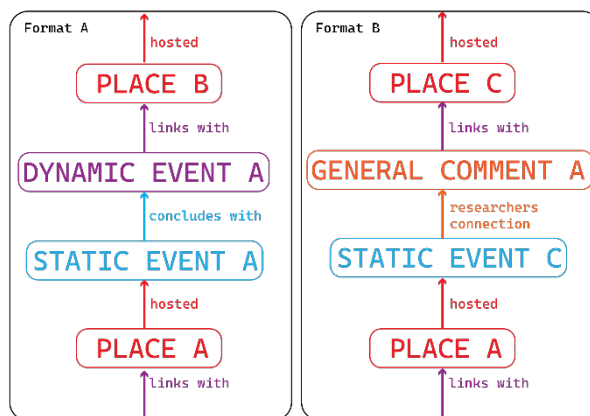 Format A
hosted
PLACE B
links with
DYNAMIC EVENT A
concludes with
STATIC EVENT A
hosted
PLACE A
links with
Format B
hosted
PLACE C
links with
GENERAL COMMENT A
researchers
connection
STATIC EVENT C
hosted
PLACE A
links with